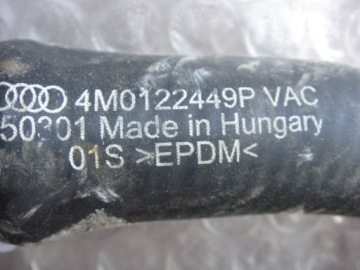 4M0122449P VAC
50301 Made in Hungary
01S >EPDM<